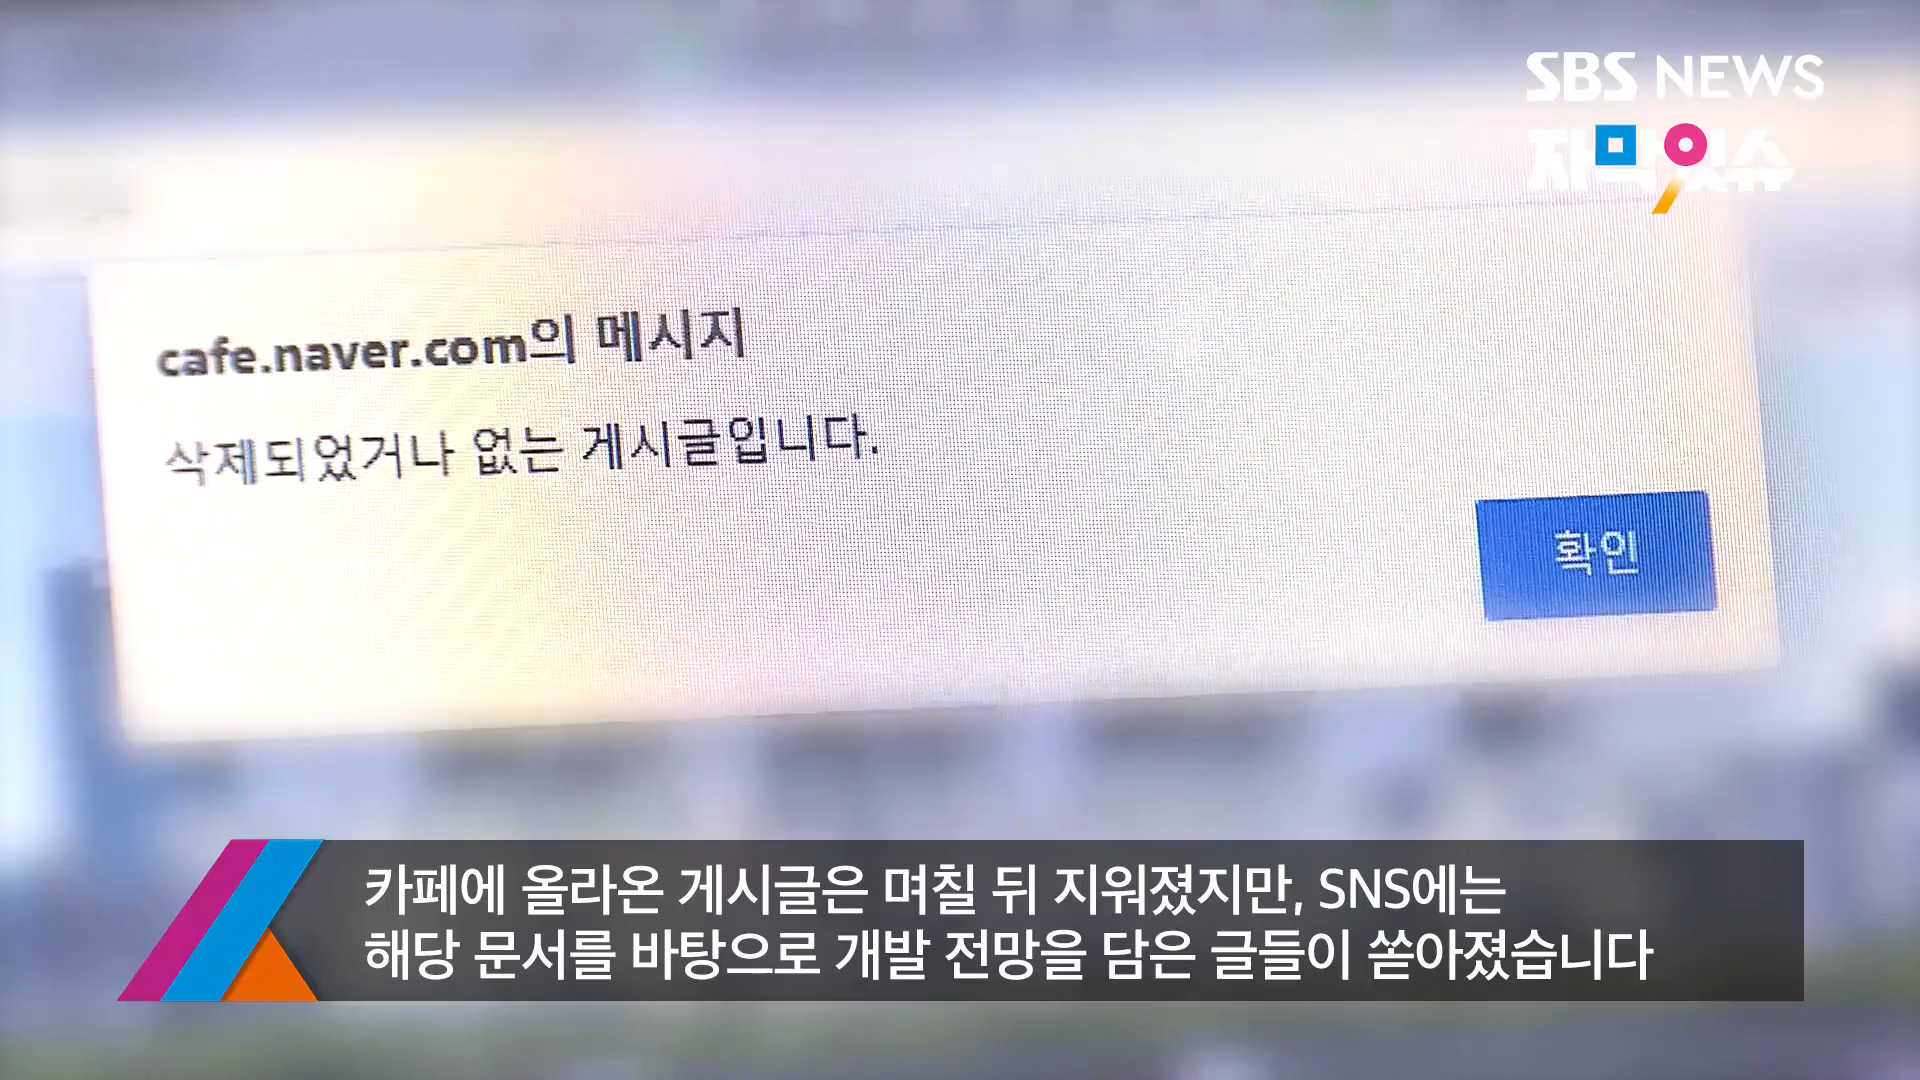 SBS NEWS
자막잇슈
cafe.naver.com의 메시지
삭제되었거나 없는 게시글입니다.
확인
카페에 올라온 게시글은 며칠 뒤 지워졌지만, SNS에는
해당 문서를 바탕으로 개발 전망을 담은 글들이 쏟아졌습니다